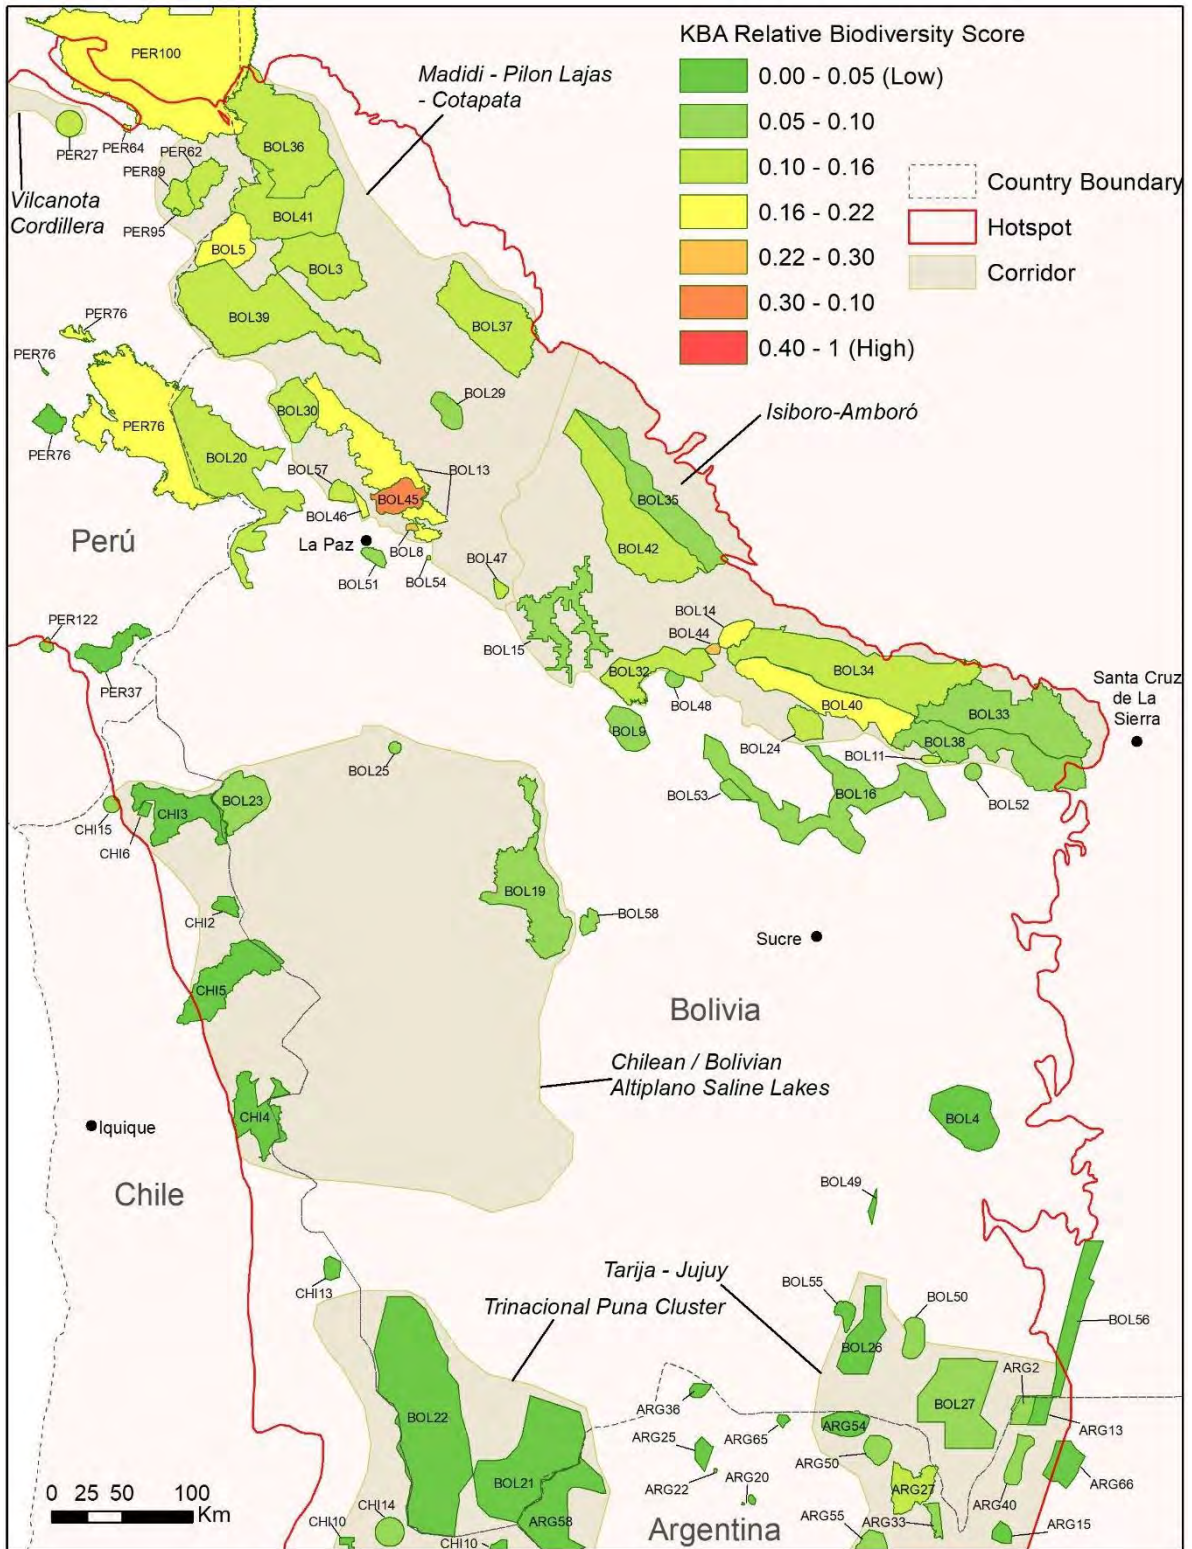 PER100
KBA Relative Biodiversity Score
0.00 - 0.05 (Low)
0.05 - 0.10
0.10 - 0.16
0.16 - 0.22
0.22 - 0.30
0.30 - 0.10
0.40 - 1 (High)
Country Boundary
Hotspot
Corridor
Madidi - Pilon Lajas
- Cotapata
PER27
PER64
PER62
PER89
PER95
Vilcanota
Cordillera
BOL36
BOL41
BOL5
BOL3
BOL39
BOL37
PER76
PER76
PER76
PER76
BOL20
BOL30
BOL29
BOL13
BOL57
BOL45
BOL46
BOL8
La Paz
BOL51
BOL54
BOL47
Isiboro-Amboró
BOL35
BOL42
Perú
PER122
PER37
BOL15
BOL14
BOL44
BOL32
BOL48
BOL34
BOL40
BOL33
BOL9
BOL24
BOL38
BOL11
BOL53
BOL16
BOL52
Santa Cruz
de La
Sierra
BOL25
BOL23
CHI3
CHI15
CHI6
BOL19
BOL58
CHI2
Sucre
CHI5
Bolivia
Chilean / Bolivian
Altiplano Saline Lakes
CHI4
Iquique
BOL4
Chile
BOL49
Tarija - Jujuy
Trinacional Puna Cluster
CHI13
BOL55
BOL50
BOL56
BOL26
ARG2
BOL22
ARG36
BOL27
ARG25
ARG65
ARG54
ARG13
ARG50
BOL21
ARG22
ARG20
ARG27
ARG40
ARG66
0 25 50 100
Km
CHI14
CHI10
ARG58
CHI10
Argentina
ARG55
ARG33
ARG15